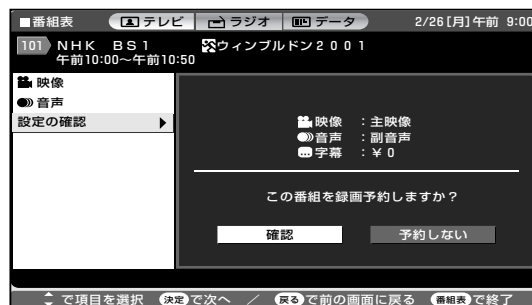 ■番組表 テレビ ラジオ データ 2/26[月]午前 9:00
101 NHK BS1 ウィンブルドン2001
午前10:00〜午前10:50
映像
音声
設定の確認 ▶
映像 :主映像
音声 :副音声
字幕 :¥0
この番組を録画予約しますか?
確認 予約しない
で項目を選択 決定で次へ / 戻るで前の画面に戻る 番組表で終了